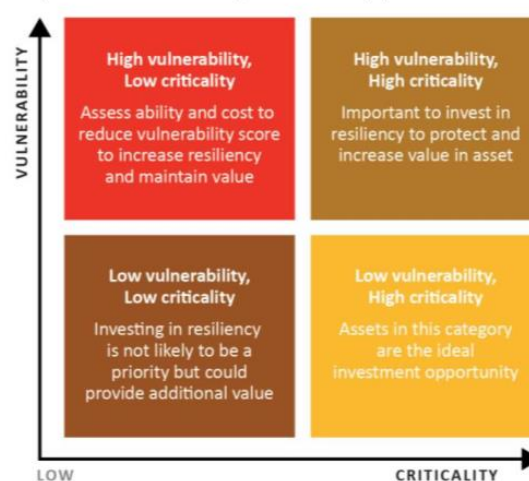 VULNERABILITY
High vulnerability,
Low criticality
Assess ability and cost to
reduce vulnerability score
to increase resiliency
and maintain value
High vulnerability,
High criticality
Important to invest in
resiliency to protect and
increase value in asset
Low vulnerability,
Low criticality
Investing in resiliency
is not likely to be a
priority but could
provide additional value
Low vulnerability,
High criticality
Assets in this category
are the ideal
investment opportunity
LOW
CRITICALITY